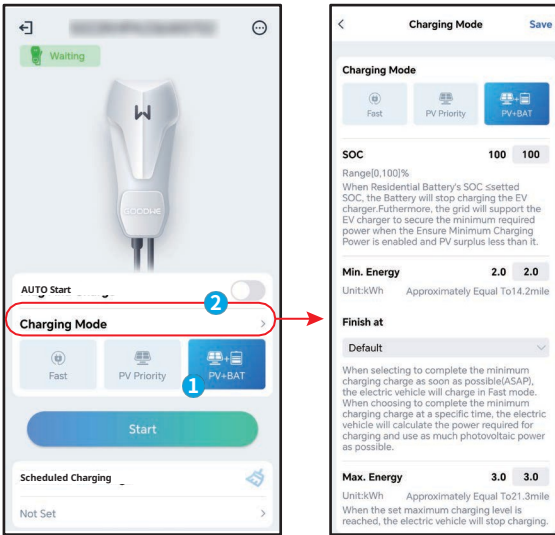 Waiting
GOODWE
AUTO Start
2
Charging Mode
Fast
PV Priority
PV+BAT
1
Start
Scheduled Charging
Not Set
Charging Mode
Save
Charging Mode
Fast
PV Priority
PV+BAT
SOC 100 100
Range[0,100]%
When Residential Battery's SOC ≤setted
SOC, the Battery will stop charging the EV
charger.Futhermore, the grid will support the
EV charger to secure the minimum required
power when the Ensure Minimum Charging
Power is enabled and PV surplus less than it.
Min. Energy 2.0 2.0
Unit:kWh Approximately Equal To14.2mile
Finish at
Default
When selecting to complete the minimum
charging charge as soon as possible(ASAP),
the electric vehicle will charge in Fast mode.
When choosing to complete the minimum
charging charge at a specific time, the electric
vehicle will calculate the power required for
charging and use as much photovoltaic power
as possible.
Max. Energy 3.0 3.0
Unit:kWh Approximately Equal To21.3mile
When the set maximum charging level is
reached, the electric vehicle will stop charging.